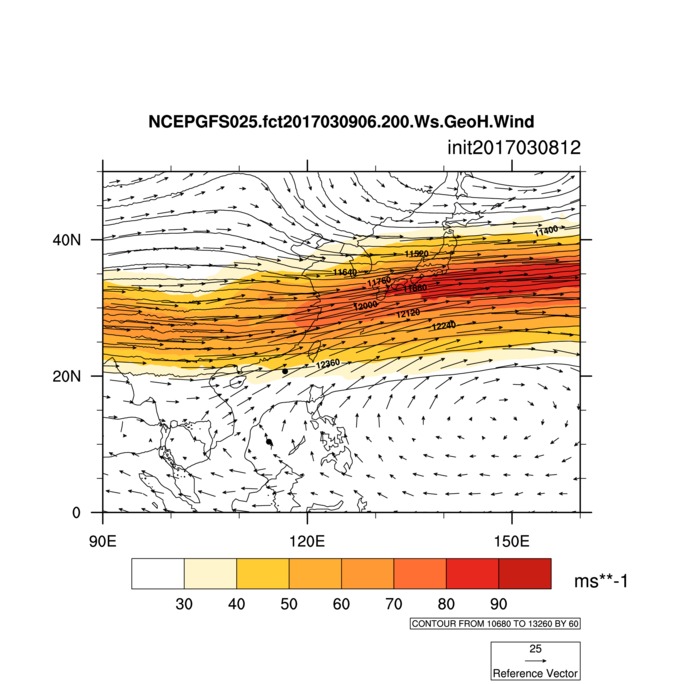 NCEPGFS025.fct2017030906.200.Ws.GeoH.Wind
init2017030812
40N
20N
0
11400
11520
11640
11760
11880
12000
12120
12240
12360
90E 120E 150E
ms**-1
30 40 50 60 70 80 90
CONTOUR FROM 10680 TO 13260 BY 60
25
Reference Vector